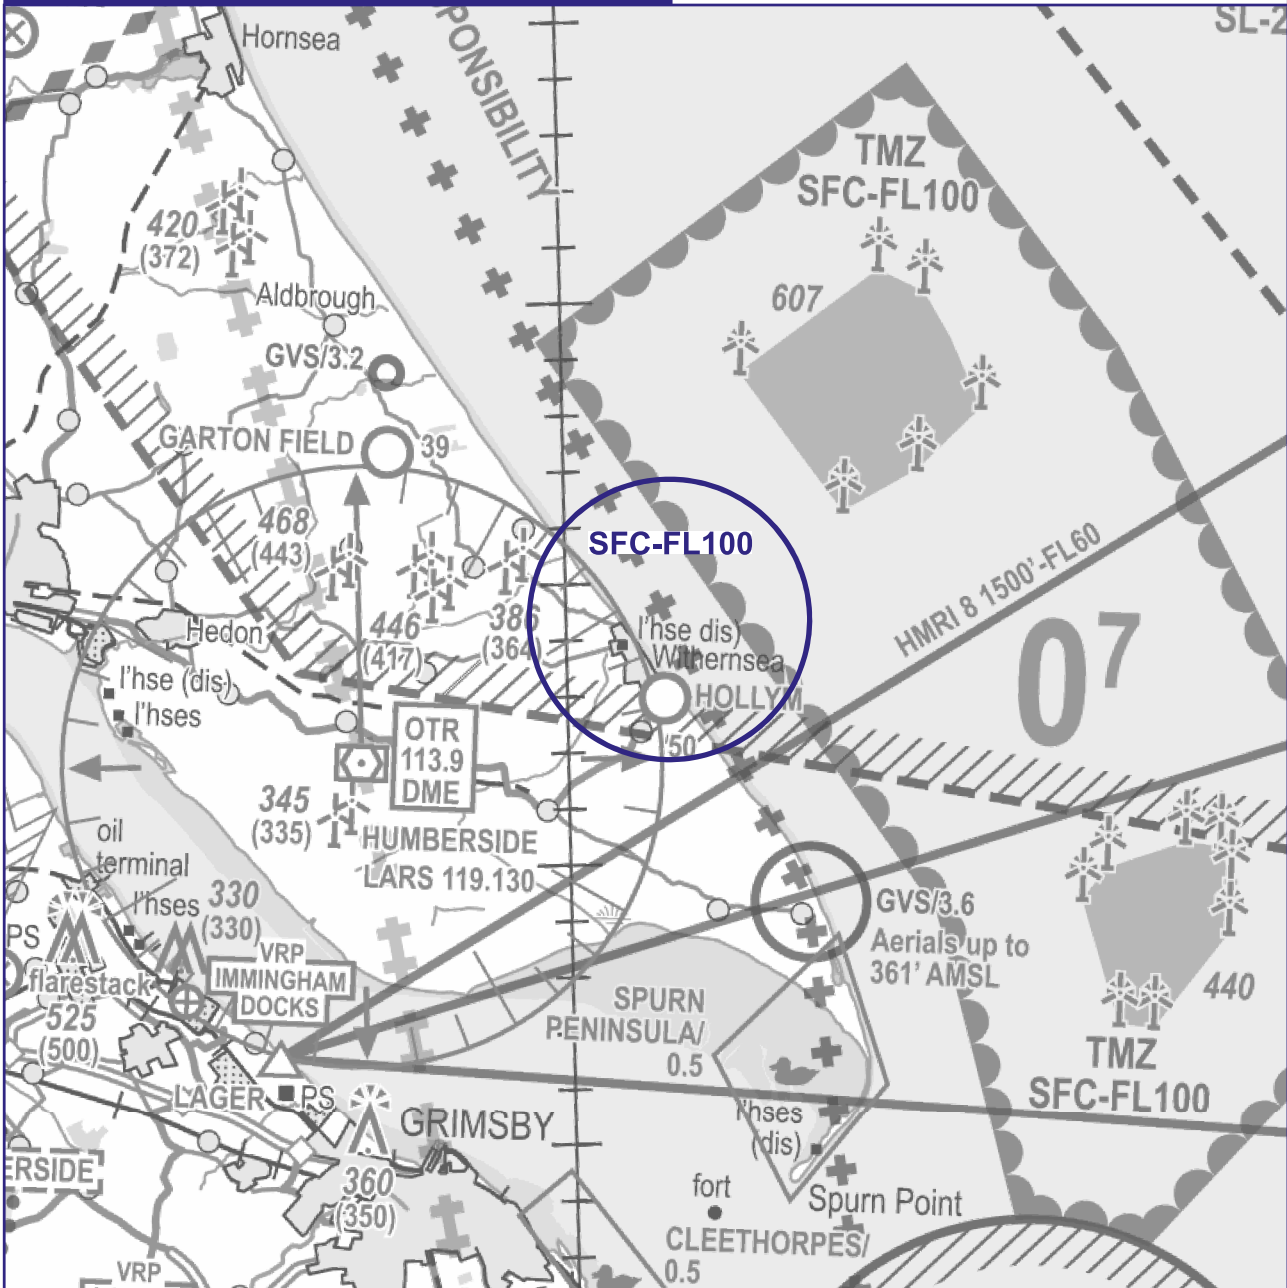 SL-2
Hornsea
PONSIBILITY
TMZ
SFC-FL100
420
(372)
Aldbrough
607
GVS/3.2
GARTON FIELD
39
468
(443)
SFC-FL100
HMRI 8 1500'-FL60
0⁷
446
(417)
386
(364)
l'hse dis)
Withernsea
HOLLYM
'50
Hedon
l'hse (dis)
l'hses
OTR
113.9
DME
345
(335)
HUMBERSIDE
LARS 119.130
oil
terminal
l'hses
330
(330)
PS
flarestack
525
(500)
VRP
IMMINGHAM
DOCKS
GVS/3.6
Aerials up to
361' AMSL
440
SPURN
PENINSULA/
0.5
TMZ
SFC-FL100
LAGER
PS
GRIMSBY
360
(350)
l'hses
(dis)
ERSIDE
fort
Spurn Point
CLEETHORPES/
0.5
VRP